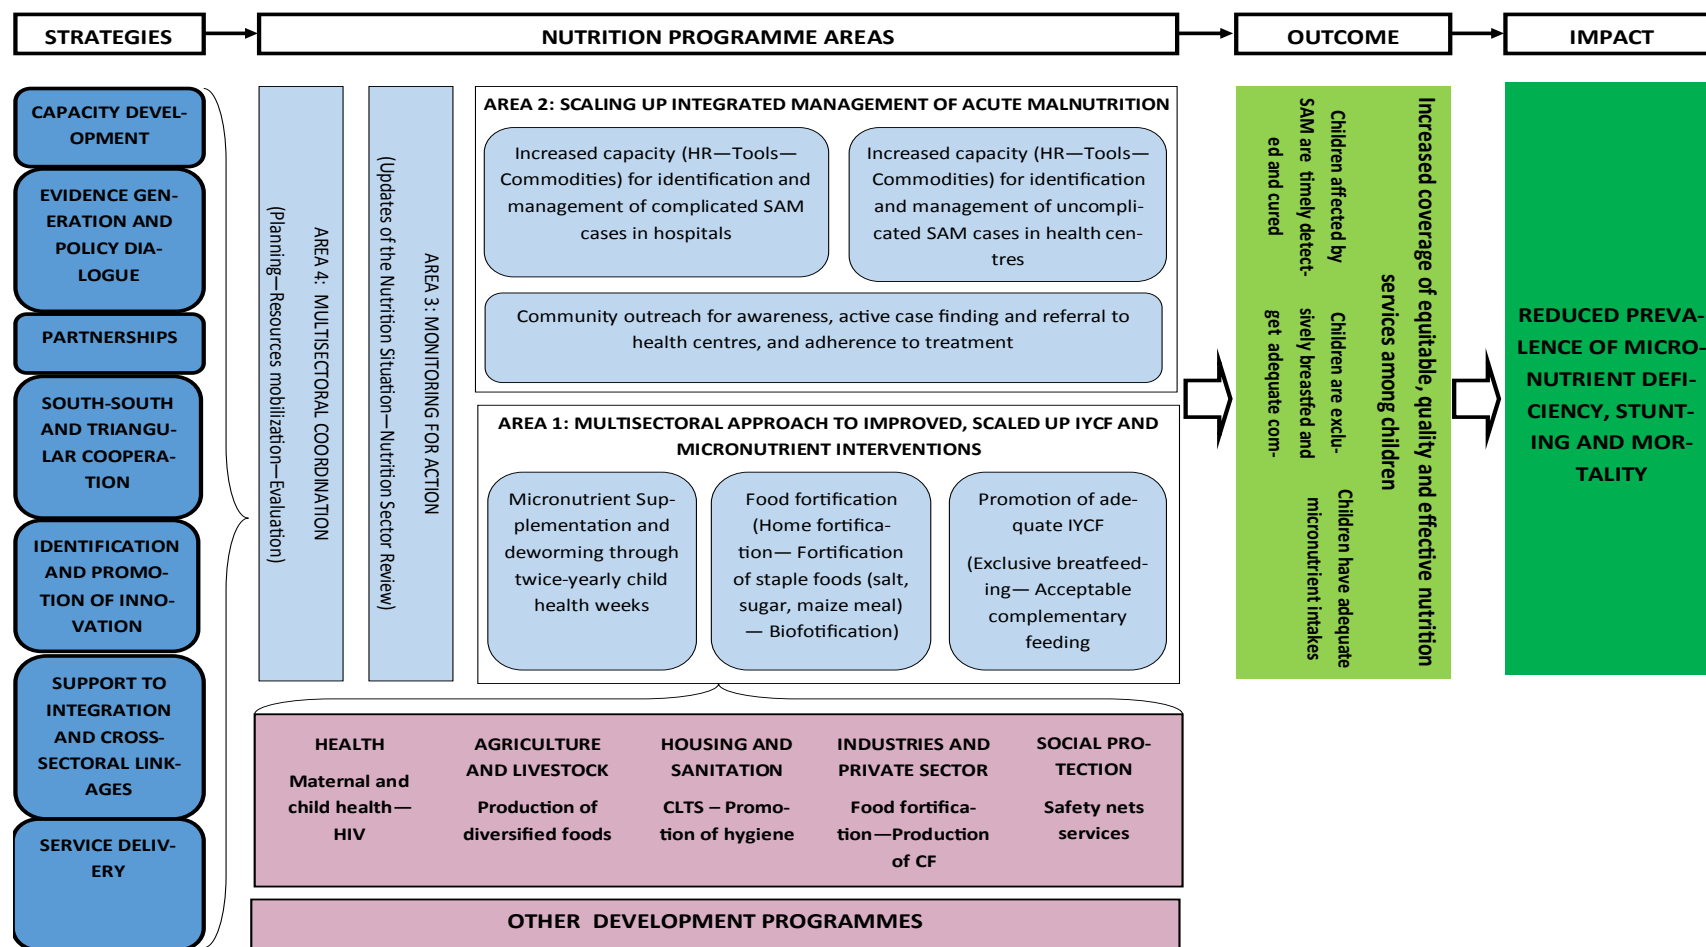 STRATEGIES
NUTRITION PROGRAMME AREAS
OUTCOME
IMPACT
CAPACITY DEVEL-
OPMENT
EVIDENCE GEN-
ERATION AND
POLICY DIA-
LOGUE
PARTNERSHIPS
SOUTH-SOUTH
AND TRIANGU-
LAR COOPERA-
TION
IDENTIFICATION
AND PROMO-
TION OF INNO-
VATION
SUPPORT TO
INTEGRATION
AND CROSS-
SECTORAL LINK-
AGES
SERVICE DELIV-
ERY
AREA 4: MULTISECTORAL COORDINATION
(Planning—Resources mobilization—Evaluation)
AREA 3: MONITORING FOR ACTION
(Updates of the Nutrition Situation—Nutrition Sector Review)
AREA 2: SCALING UP INTEGRATED MANAGEMENT OF ACUTE MALNUTRITION
Increased capacity (HR—Tools—
Commodities) for identification and
management of complicated SAM
cases in hospitals
Increased capacity (HR—Tools—
Commodities) for identification
and management of uncompli-
cated SAM cases in health cen-
tres
Community outreach for awareness, active case finding and referral to
health centres, and adherence to treatment
AREA 1: MULTISECTORAL APPROACH TO IMPROVED, SCALED UP IYCF AND
MICRONUTRIENT INTERVENTIONS
Micronutrient Sup-
plementation and
deworming through
twice-yearly child
health weeks
Food fortification
(Home fortifica-
tion— Fortification
of staple foods (salt,
sugar, maize meal)
— Biofotification)
Promotion of ade-
quate IYCF
(Exclusive breatfeed-
ing— Acceptable
complementary
feeding
HEALTH
Maternal and
child health—
HIV
AGRICULTURE
AND LIVESTOCK
Production of
diversified foods
HOUSING AND
SANITATION
CLTS – Promo-
tion of hygiene
INDUSTRIES AND
PRIVATE SECTOR
Food fortifica-
tion—Production
of CF
SOCIAL PRO-
TECTION
Safety nets
services
OTHER DEVELOPMENT PROGRAMMES
Increased coverage of equitable, quality and effective nutrition
services among children
Children affected by
SAM are timely detect-
ed and cured
Children are exclu-
sively breastfed and
get adequate com-
Children have adequate
micronutrient intakes
REDUCED PREVA-
LENCE OF MICRO-
NUTRIENT DEFI-
CIENCY, STUNT-
ING AND MOR-
TALITY